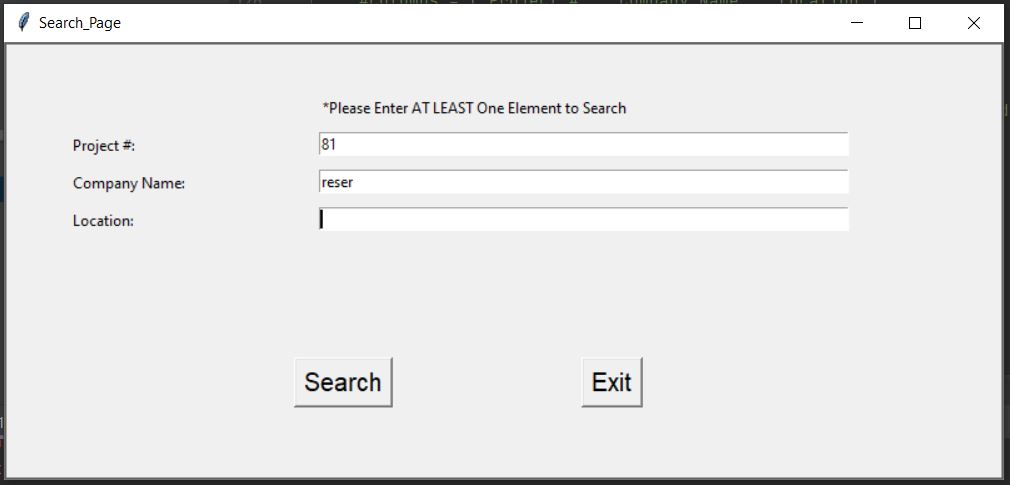 Search_Page
*Please Enter AT LEAST One Element to Search
Project #:
81
Company Name:
reser
Location:
Search
Exit